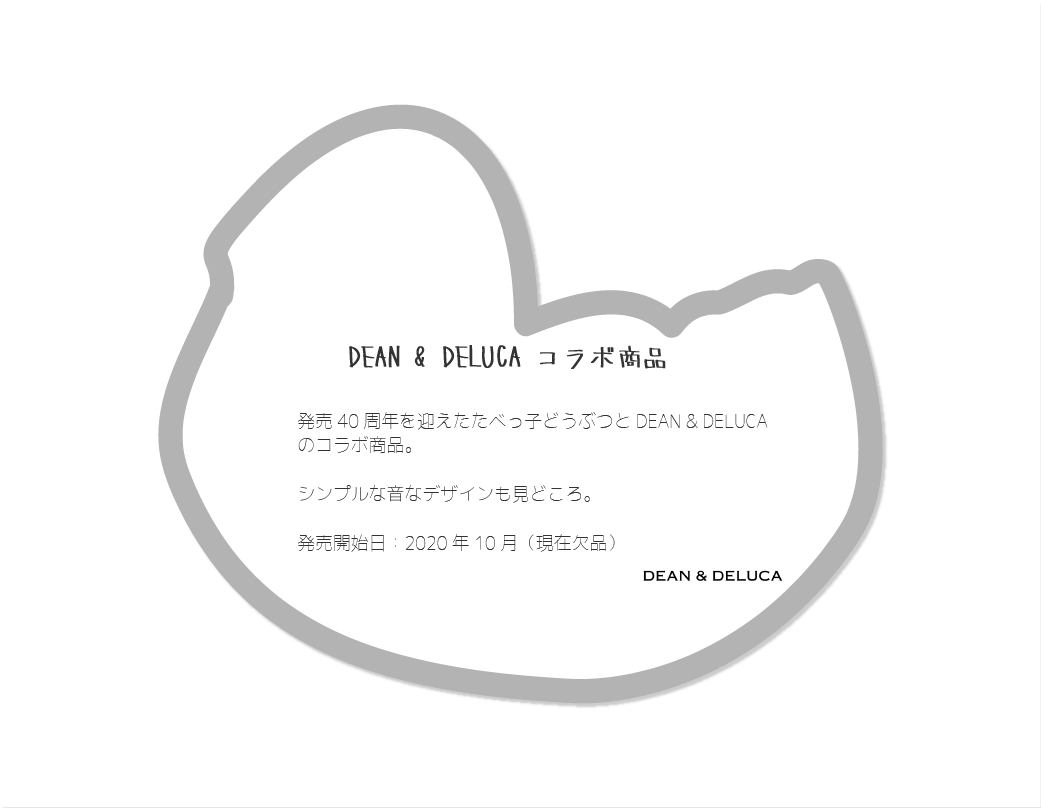 DEAN & DELUCA コラボ商品
発売 40 周年を迎えたたべっ子どうぶつと DEAN & DELUCA
のコラボ商品。
シンプルな音なデザインも見どころ。
発売開始日：2020 年 10 月（現在欠品）
DEAN & DELUCA